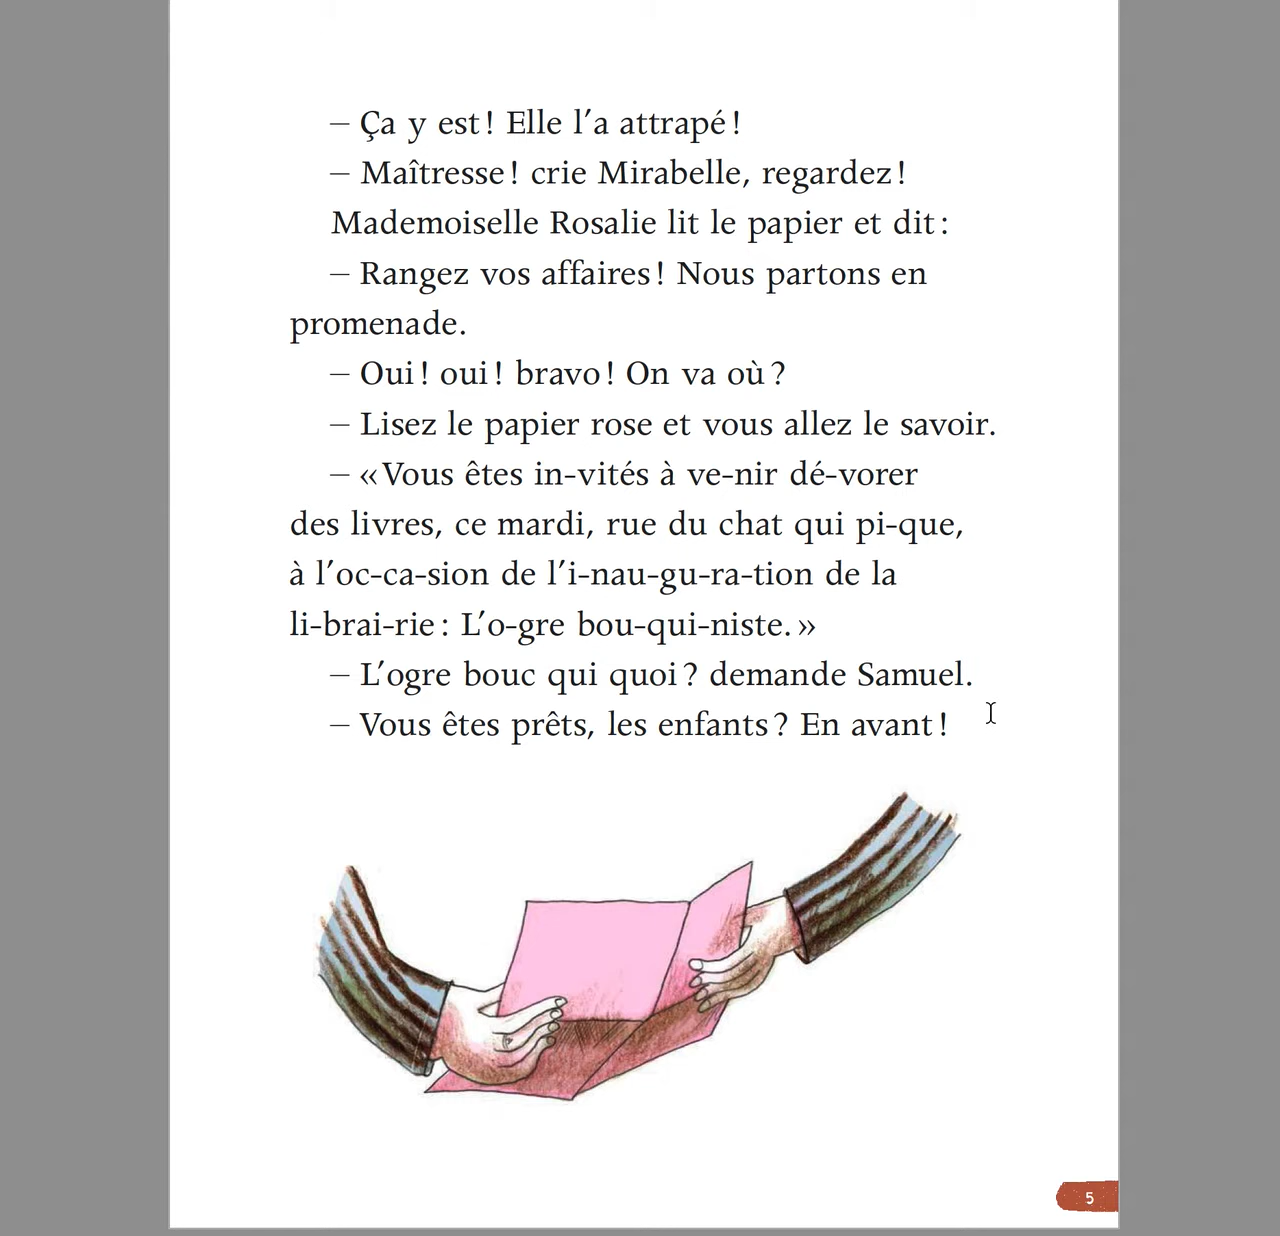 – Ça y est ! Elle l’a attrapé !
– Maîtresse ! crie Mirabelle, regardez !
Mademoiselle Rosalie lit le papier et dit :
– Rangez vos affaires ! Nous partons en
promenade.
– Oui ! oui ! bravo ! On va où ?
– Lisez le papier rose et vous allez le savoir.
– « Vous êtes in-vités à ve-nir dé-vorer
des livres, ce mardi, rue du chat qui pi-que,
à l’oc-ca-sion de l’i-nau-gu-ra-tion de la
li-brai-rie : L’o-gre bou-qui-niste. »
– L’ogre bouc qui quoi ? demande Samuel.
– Vous êtes prêts, les enfants ? En avant !
5